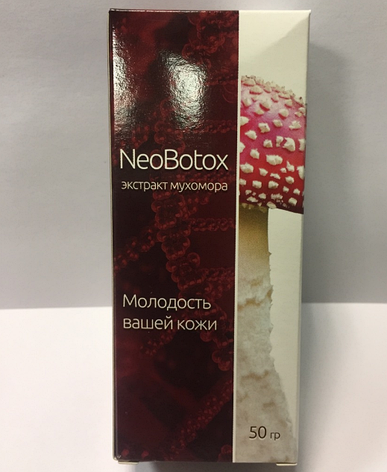 NeoBotox
экстракт мухомора
Молодость
вашей кожи
50 гр